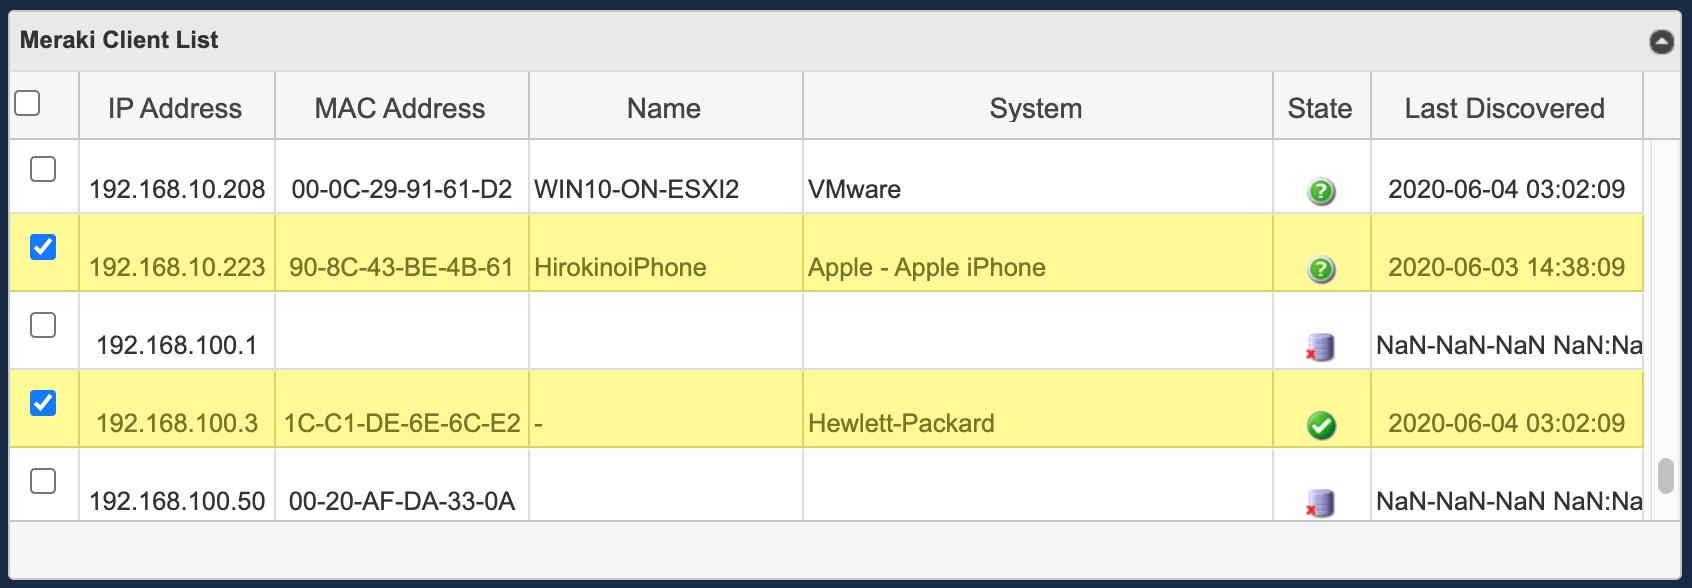 Meraki Client List
IP Address MAC Address Name System State Last Discovered
192.168.10.208 00-0C-29-91-61-D2 WIN10-ON-ESXI2 VMware ? 2020-06-04 03:02:09
192.168.10.223 90-8C-43-BE-4B-61 HirokinoiPhone Apple - Apple iPhone ? 2020-06-03 14:38:09
192.168.100.1 NaN-NaN-NaN NaN:Na
192.168.100.3 1C-C1-DE-6E-6C-E2 - Hewlett-Packard 2020-06-04 03:02:09
192.168.100.50 00-20-AF-DA-33-0A NaN-NaN-NaN NaN:Na